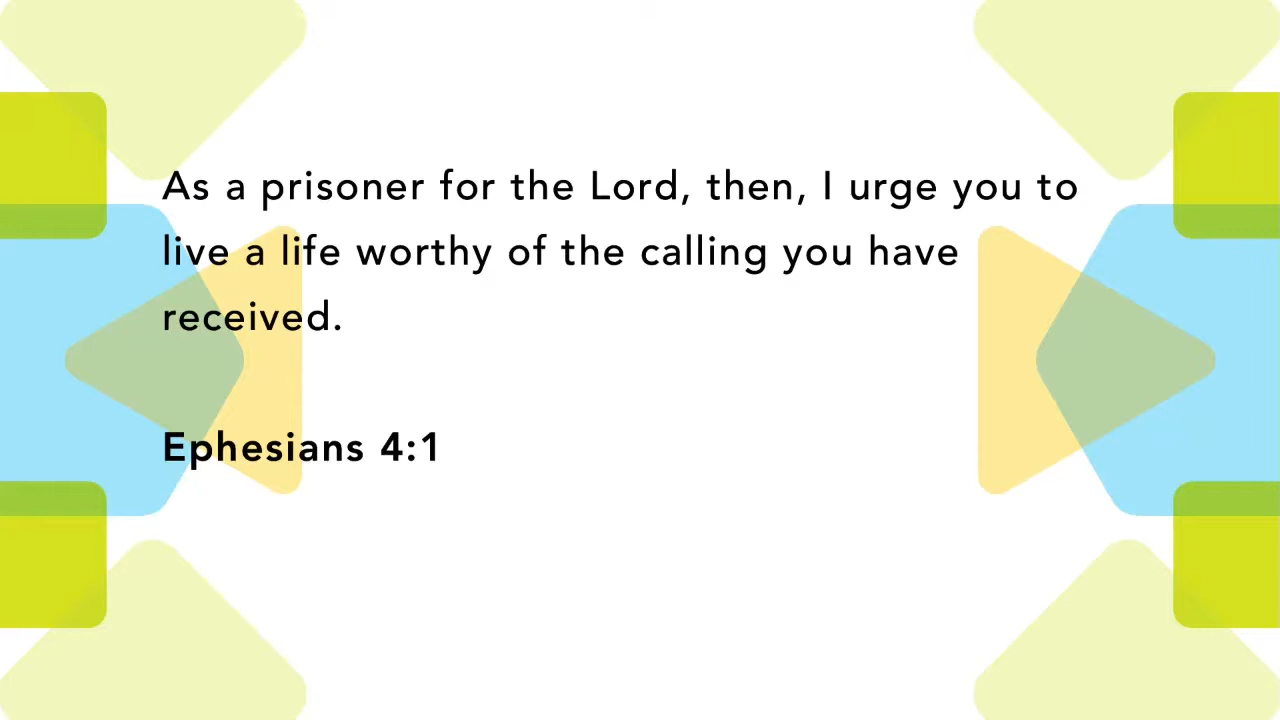 As a prisoner for the Lord, then, I urge you to
live a life worthy of the calling you have
received.
Ephesians 4:1